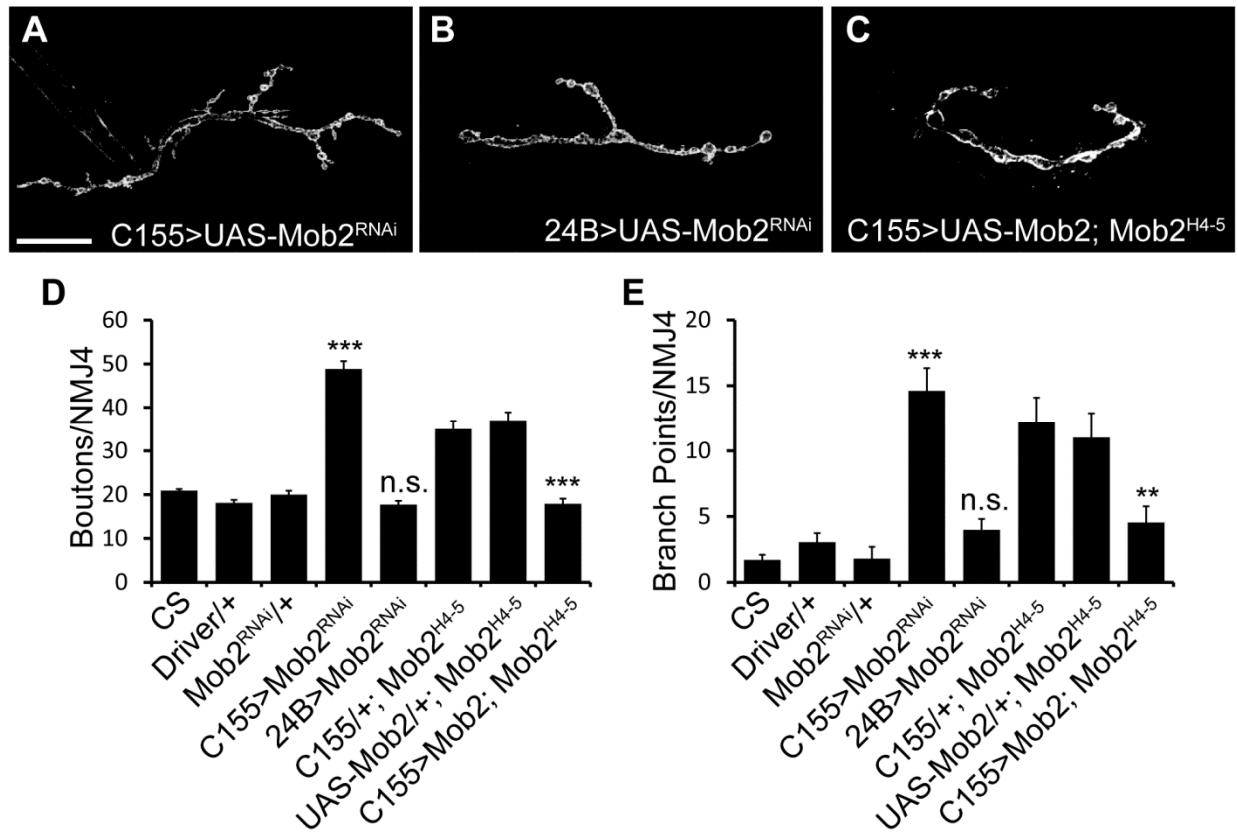 A
C155>UAS-Mob2RNAi
B
24B>UAS-Mob2RNAi
C
C155>UAS-Mob2; Mob2H4-5
D
Boutons/NMJ4
60
50
40
30
20
10
0
***
n.s.
***
CS
Driver/+
Mob2RNAi/+
C155>Mob2RNAi
24B>Mob2RNAi
C155/+; Mob2H4-5
UAS-Mob2/+; Mob2H4-5
C155>Mob2; Mob2H4-5
E
Branch Points/NMJ4
20
15
10
5
0
***
n.s.
**
CS
Driver/+
Mob2RNAi/+
C155>Mob2RNAi
24B>Mob2RNAi
C155/+; Mob2H4-5
UAS-Mob2/+; Mob2H4-5
C155>Mob2; Mob2H4-5